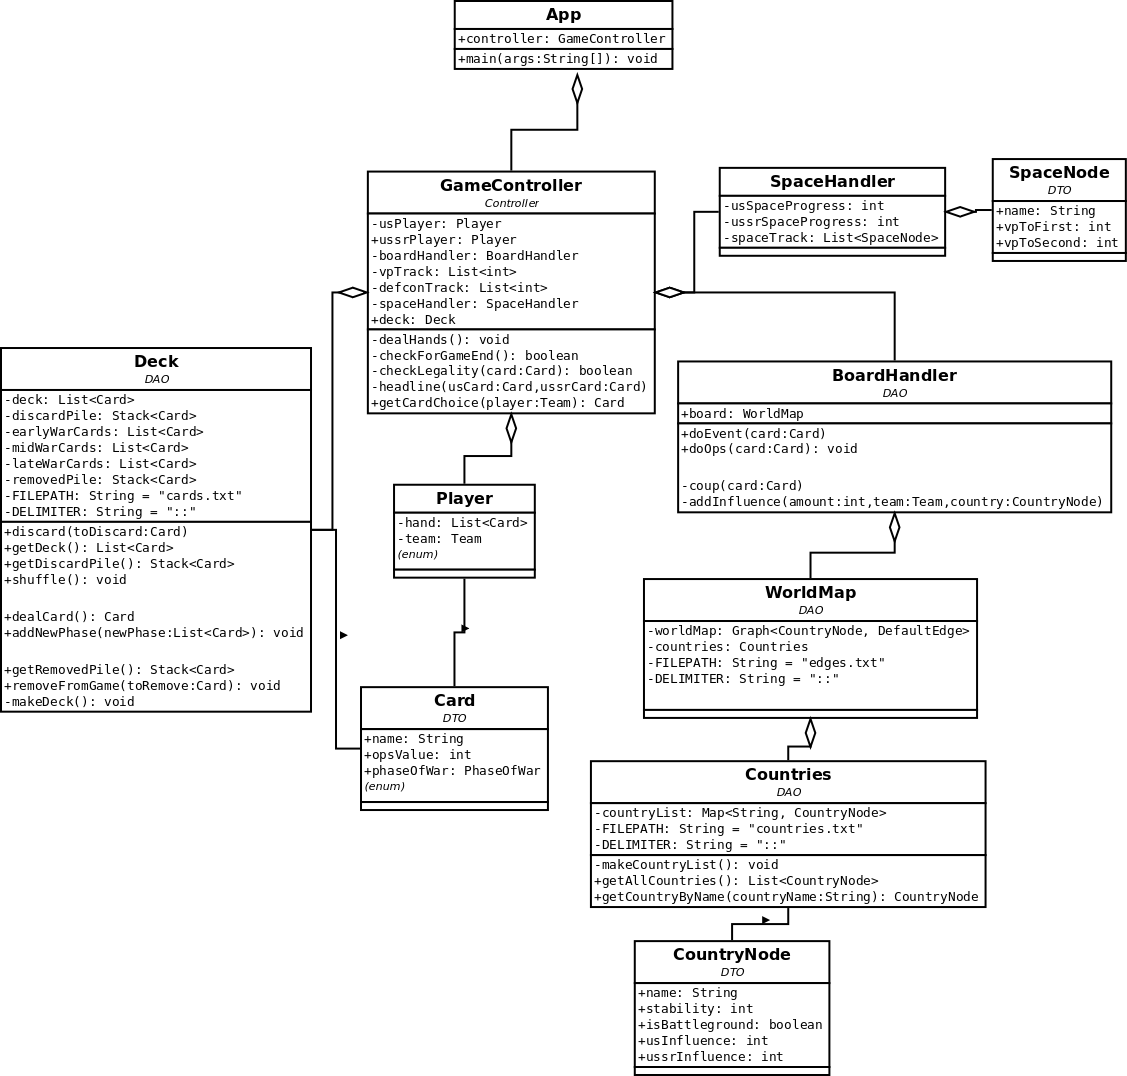 App
+controller: GameController
+main(args:String[]): void
GameController
Controller
-usPlayer: Player
+ussrPlayer: Player
-boardHandler: BoardHandler
-vpTrack: List<int>
-defconTrack: List<int>
-spaceHandler: SpaceHandler
+deck: Deck
-dealHands(): void
-checkForGameEnd(): boolean
-checkLegality(card:Card): boolean
-headline(usCard:Card,ussrCard:Card)
+getCardChoice(player:Team): Card
SpaceHandler
-usSpaceProgress: int
-ussrSpaceProgress: int
-spaceTrack: List<SpaceNode>
SpaceNode
DTO
+name: String
+vpToFirst: int
+vpToSecond: int
Deck
DAO
-deck: List<Card>
-discardPile: Stack<Card>
-earlyWarCards: List<Card>
-midWarCards: List<Card>
-lateWarCards: List<Card>
-removedPile: Stack<Card>
-FILEPATH: String = "cards.txt"
-DELIMITER: String = "::"
+discard(toDiscard:Card)
+getDeck(): List<Card>
+getDiscardPile(): Stack<Card>
+shuffle(): void
+dealCard(): Card
+addNewPhase(newPhase:List<Card>): void
+getRemovedPile(): Stack<Card>
+removeFromGame(toRemove:Card): void
-makeDeck(): void
BoardHandler
DAO
+board: WorldMap
+doEvent(card:Card)
+doOps(card:Card): void
-coup(card:Card)
-addInfluence(amount:int,team:Team,country:CountryNode)
Player
-hand: List<Card>
-team: Team
(enum)
WorldMap
DAO
-worldMap: Graph<CountryNode, DefaultEdge>
-countries: Countries
-FILEPATH: String = "edges.txt"
-DELIMITER: String = "::"
Card
DTO
+name: String
+opsValue: int
+phaseOfWar: PhaseOfWar
(enum)
Countries
DAO
-countryList: Map<String, CountryNode>
-FILEPATH: String = "countries.txt"
-DELIMITER: String = "::"
-makeCountryList(): void
+getAllCountries(): List<CountryNode>
+getCountryByName(countryName:String): CountryNode
CountryNode
DTO
+name: String
+stability: int
+isBattleground: boolean
+usInfluence: int
+ussrInfluence: int